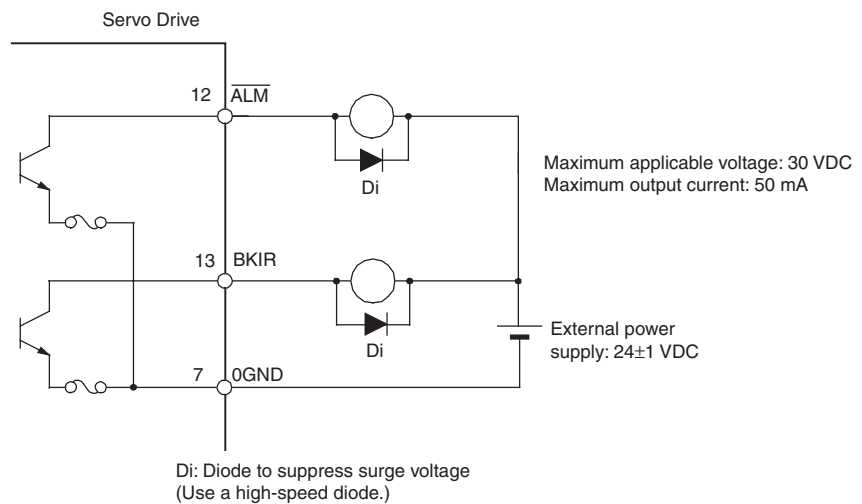 Servo Drive
12
A̅L̅M̅
Di
Maximum applicable voltage: 30 VDC
Maximum output current: 50 mA
13
BKIR
Di
External power
supply: 24±1 VDC
7
0GND
Di: Diode to suppress surge voltage
(Use a high-speed diode.)